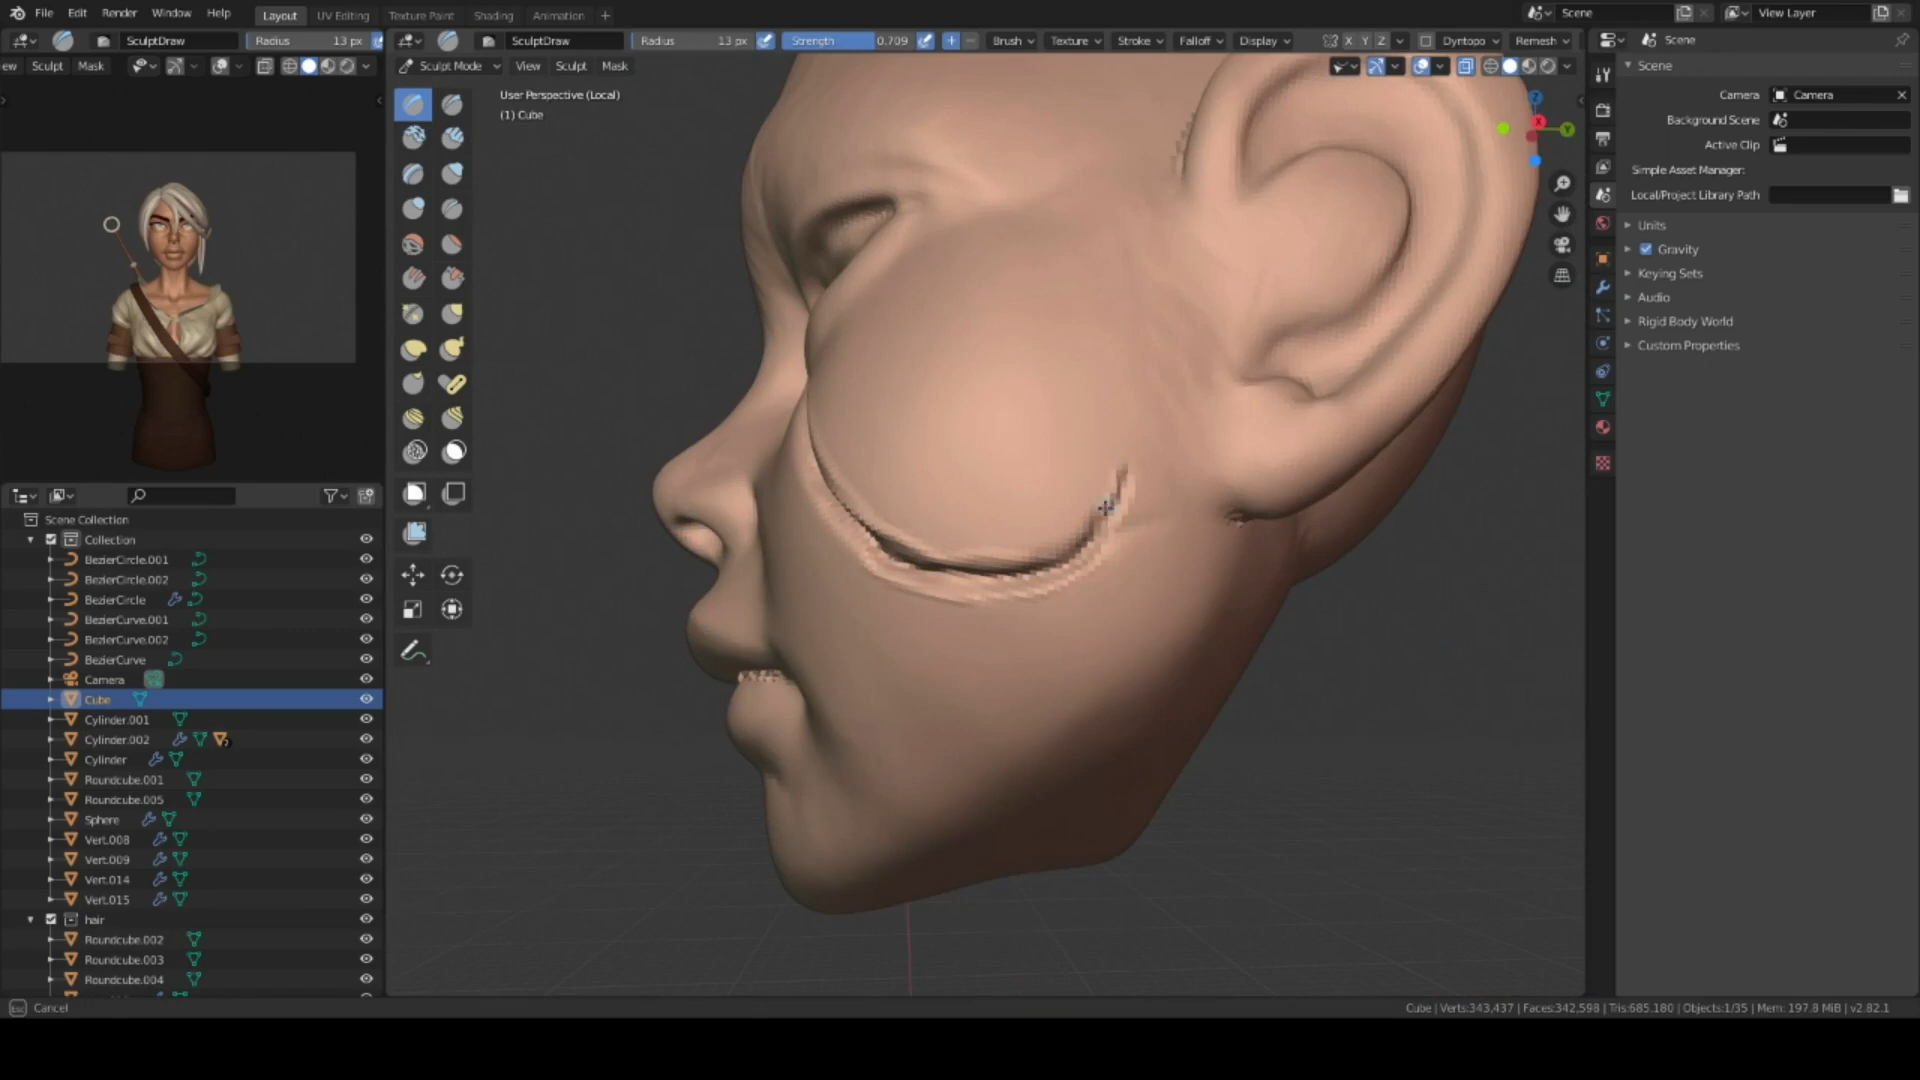 File Edit Render Window Help Layout UV Editing Texture Paint Shading Animation + Scene View Layer
SculptDraw Radius 13 px SculptDraw Radius 13 px Strength 0.709 Brush Texture Stroke Falloff Display X Y Z Dyntopo Remesh Scene
ew Sculpt Mask Sculpt Mode View Sculpt Mask Scene
User Perspective (Local)
(1) Cube
Camera Camera
Background Scene
Active Clip
Simple Asset Manager:
Local/Project Library Path
Units
Gravity
Keying Sets
Audio
Rigid Body World
Custom Properties
Z
X
Y
Scene Collection
Collection
BezierCircle.001
BezierCircle.002
BezierCircle
BezierCurve.001
BezierCurve.002
BezierCurve
Camera
Cube
Cylinder.001
Cylinder.002
Cylinder
Roundcube.001
Roundcube.005
Sphere
Vert.008
Vert.009
Vert.014
Vert.015
hair
Roundcube.002
Roundcube.003
Roundcube.004
Esc Cancel Cube | Verts:343,437 | Faces:342,598 | Tris:685,180 | Objects:1/35 | Mem: 197.8 MiB | v2.82.1